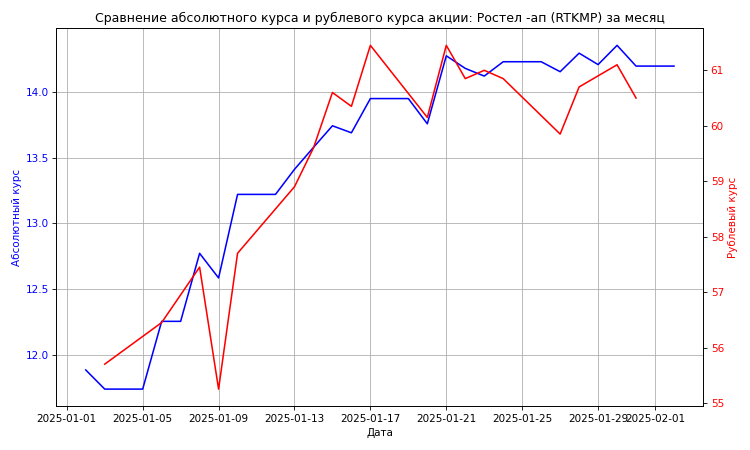 Сравнение абсолютного курса и рублевого курса акции: Ростел -ап (RTKMP) за месяц
14.0
13.5
13.0
12.5
12.0
Абсолютный курс
61
60
59
58
57
56
55
Рублевый курс
2025-01-01 2025-01-05 2025-01-09 2025-01-13 2025-01-17 2025-01-21 2025-01-25 2025-01-29 2025-02-01
Дата